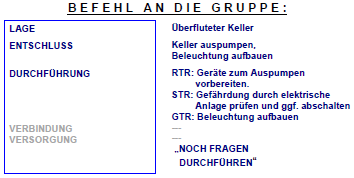 BEFEHL AN DIE GRUPPE:
LAGE Überfluteter Keller
ENTSCHLUSS Keller auspumpen,
Beleuchtung aufbauen
DURCHFÜHRUNG RTR: Geräte zum Auspumpen
vorbereiten.
STR: Gefährdung durch elektrische
Anlage prüfen und ggf. abschalten
GTR: Beleuchtung aufbauen
VERBINDUNG ---
VERSORGUNG ---
„NOCH FRAGEN
DURCHFÜHREN“